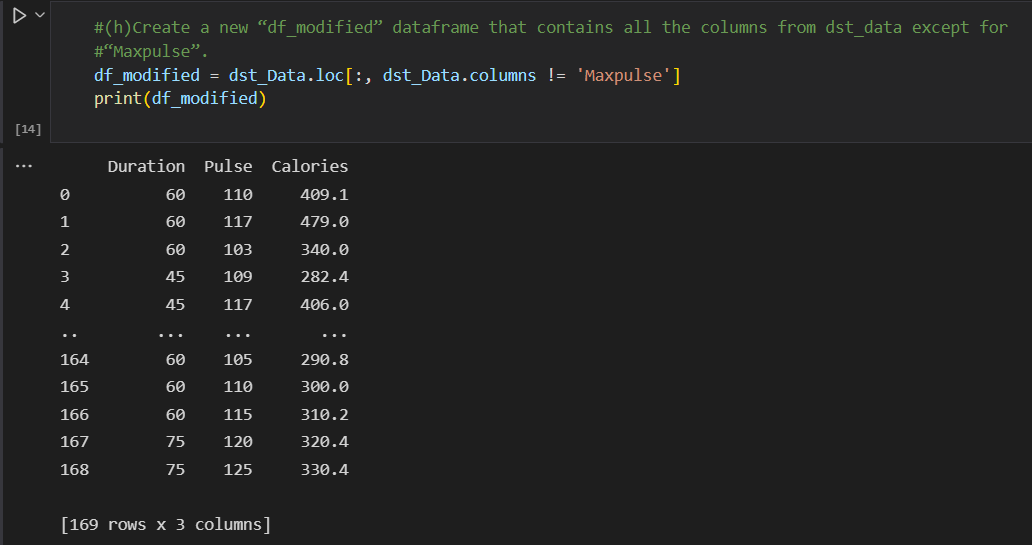 #(h)Create a new “df_modified” dataframe that contains all the columns from dst_data except for
#“Maxpulse”.
df_modified = dst_Data.loc[:, dst_Data.columns != 'Maxpulse']
print(df_modified)
[14]
... Duration Pulse Calories
0 60 110 409.1
1 60 117 479.0
2 60 103 340.0
3 45 109 282.4
4 45 117 406.0
.. ... ... ...
164 60 105 290.8
165 60 110 300.0
166 60 115 310.2
167 75 120 320.4
168 75 125 330.4
[169 rows x 3 columns]